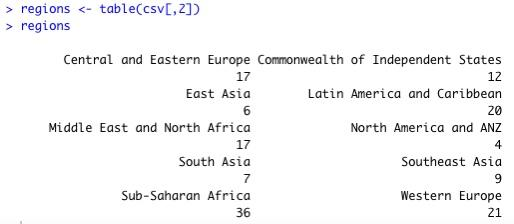 > regions <- table(csv[,2])
> regions
Central and Eastern Europe Commonwealth of Independent States
17 12
East Asia Latin America and Caribbean
6 20
Middle East and North Africa North America and ANZ
17 4
South Asia Southeast Asia
7 9
Sub-Saharan Africa Western Europe
36 21